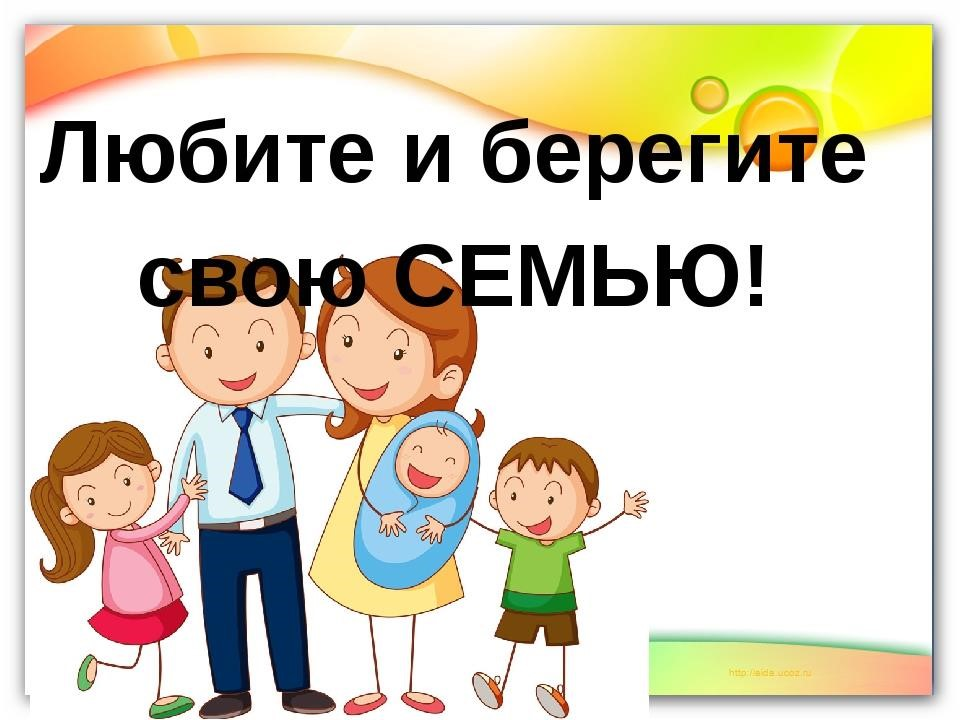 Любите и берегите
свою СЕМЬЮ!
http://aida.ucoz.ru